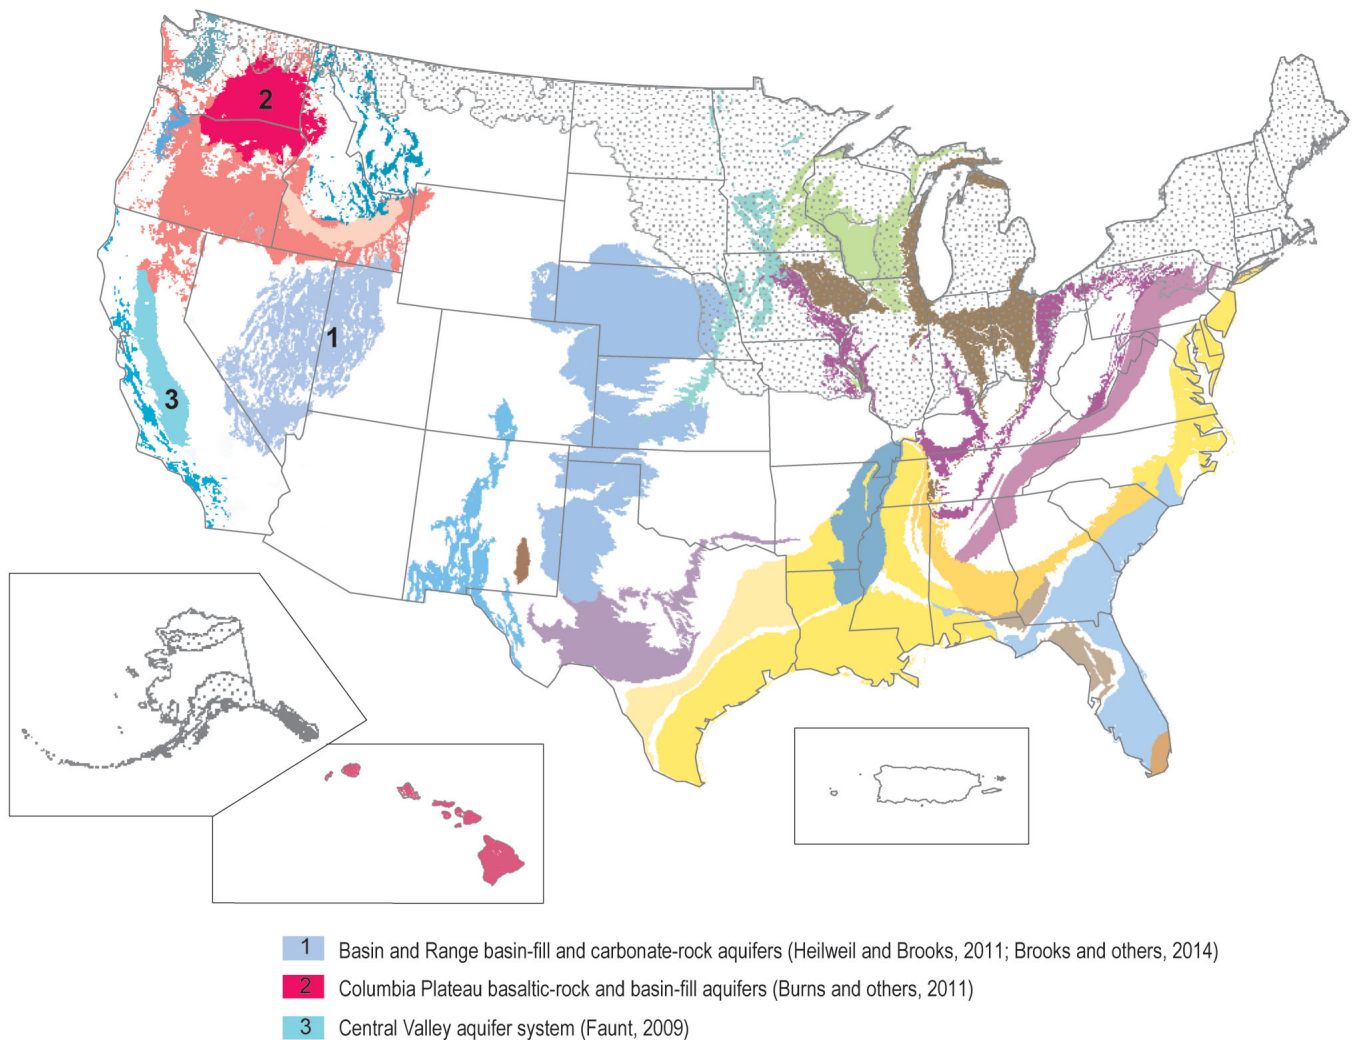 2
1
3
1 Basin and Range basin-fill and carbonate-rock aquifers (Heilweil and Brooks, 2011; Brooks and others, 2014)
2 Columbia Plateau basaltic-rock and basin-fill aquifers (Burns and others, 2011)
3 Central Valley aquifer system (Faunt, 2009)